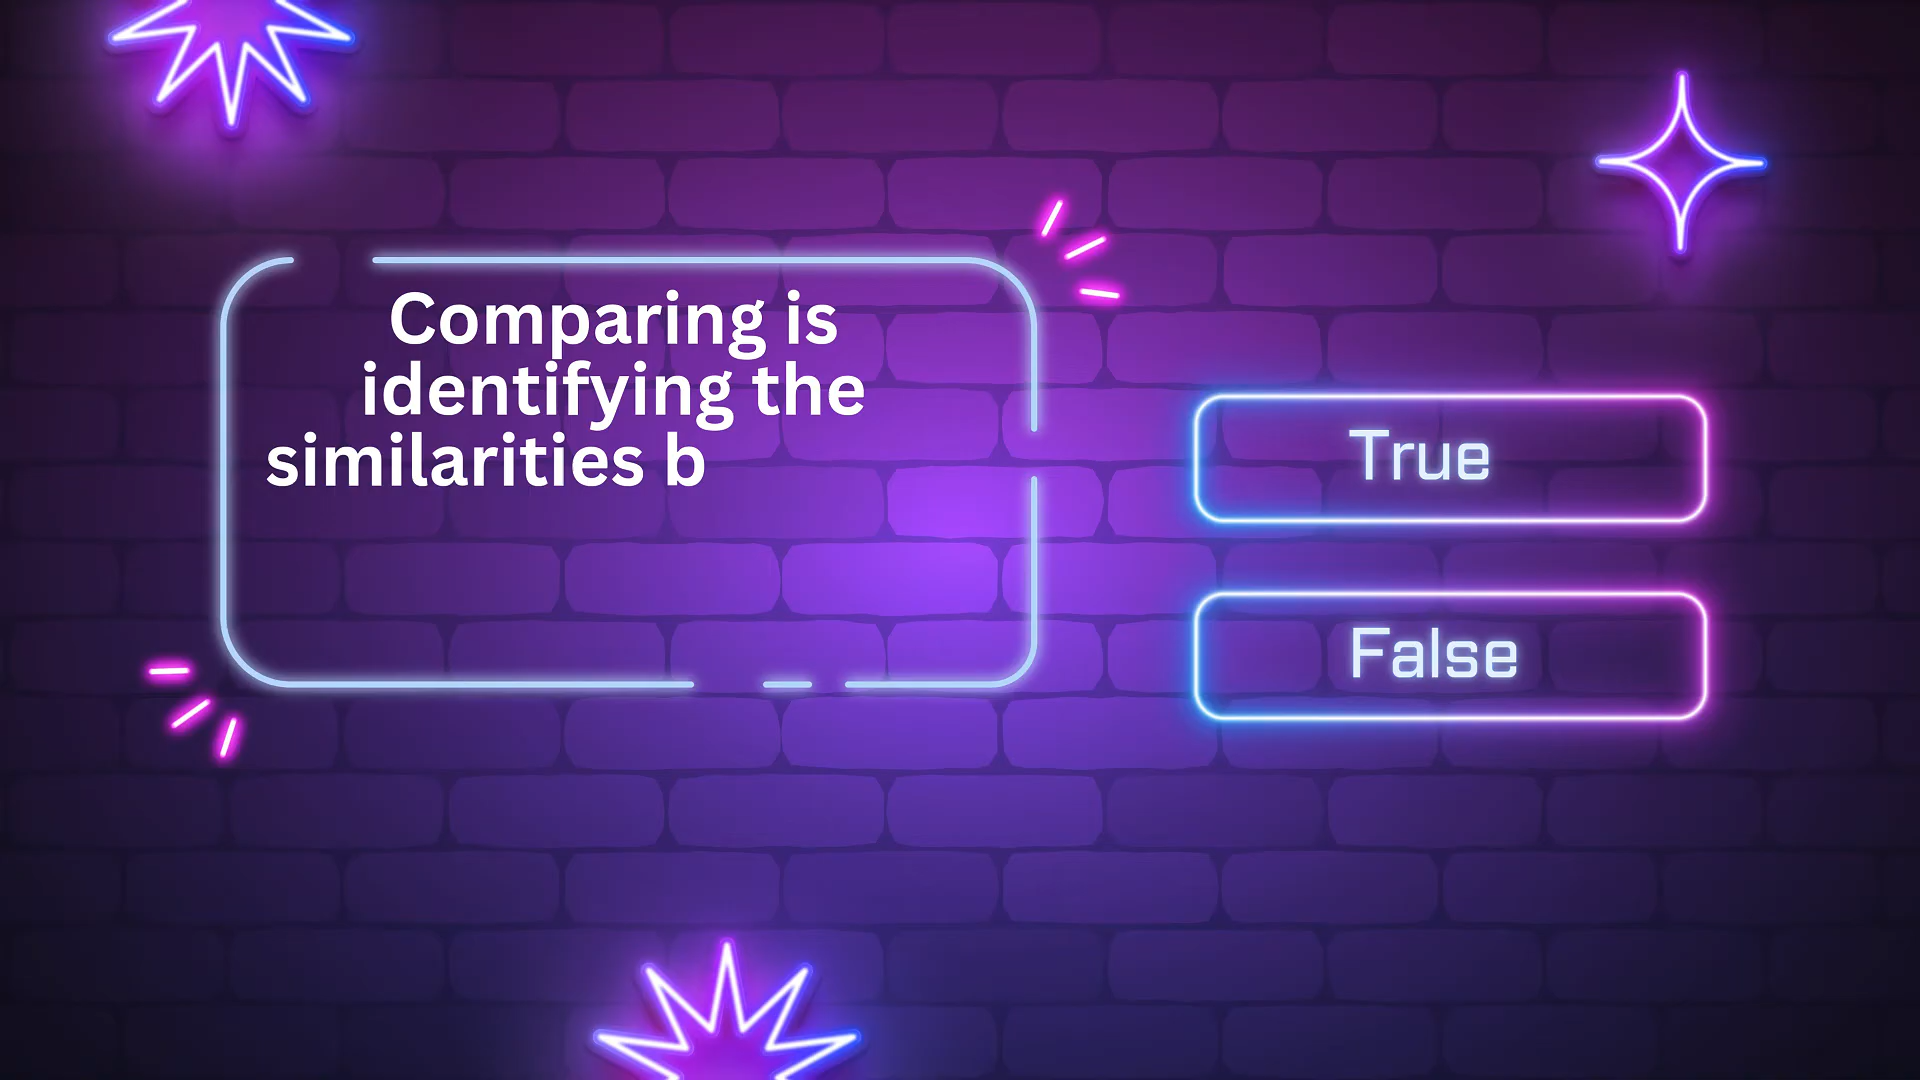 Comparing is
identifying the
similarities b
True
False